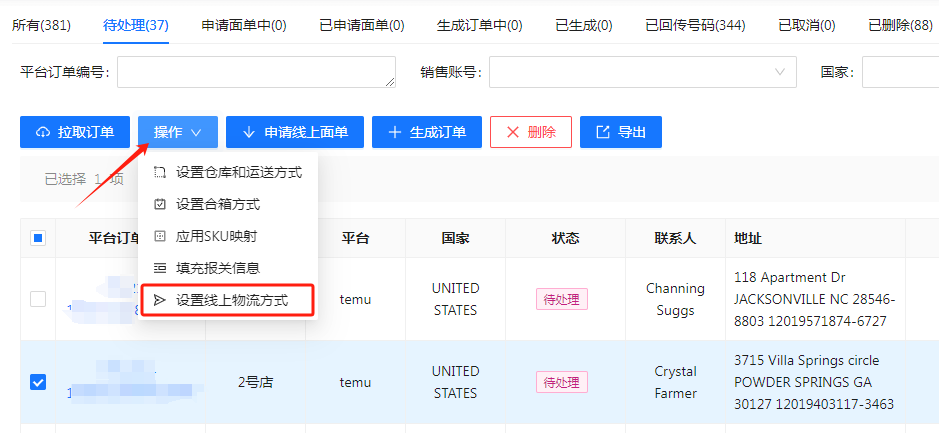 所有(381) 待处理(37) 申请面单中(0) 已申请面单(0) 生成订单中(0) 已生成(0) 已回传号码(344) 已取消(0) 已删除(88)
平台订单编号: 销售账号: 国家:
拉取订单 操作 申请线上面单 生成订单 删除 导出
已选择 1 项
设置仓库和运送方式
设置合箱方式
应用SKU映射
填充报关信息
设置线上物流方式
平台订单 平台 国家 状态 联系人 地址
temu UNITED STATES 待处理 Channing Suggs
118 Apartment Dr
JACKSONVILLE NC 28546-
8803 12019571874-6727
2号店 temu UNITED STATES 待处理 Crystal Farmer
3715 Villa Springs circle
POWDER SPRINGS GA
30127 12019403117-3463